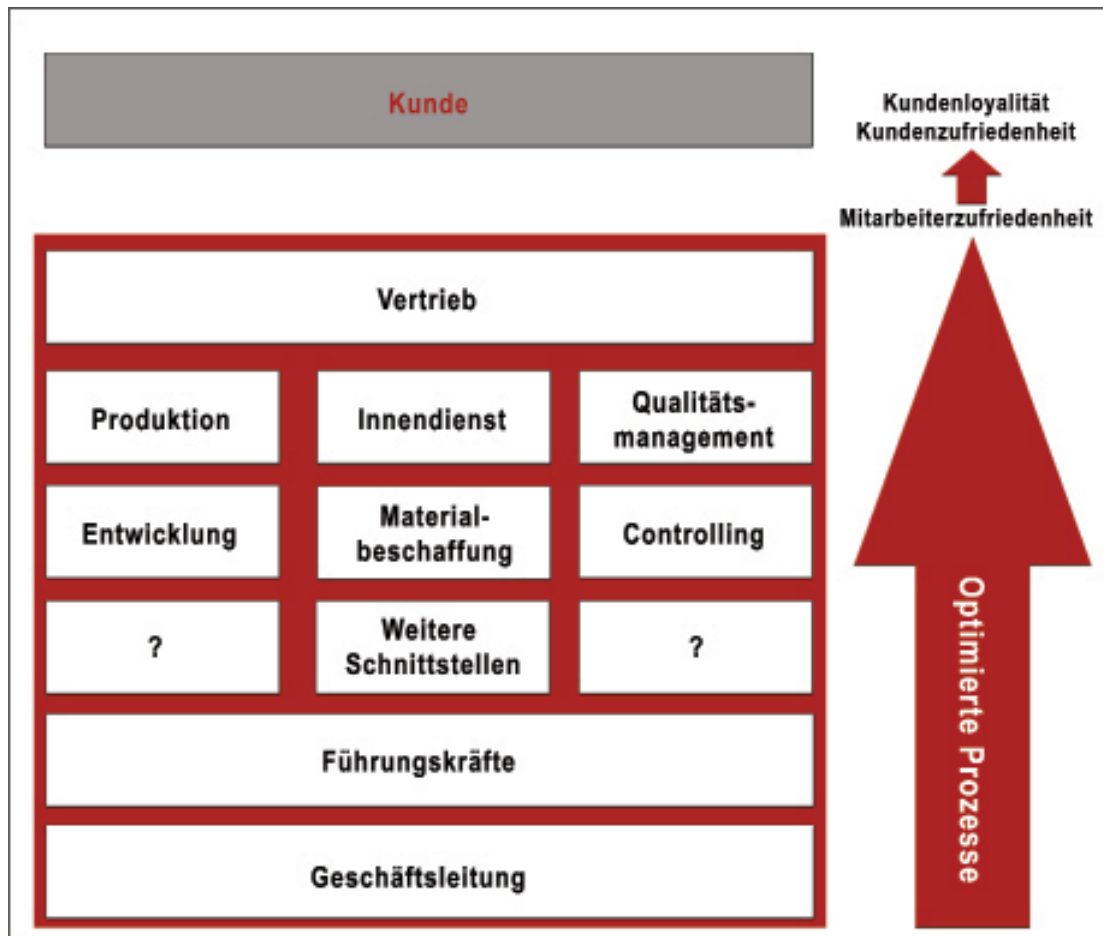 Kunde
Kundenloyalität
Kundenzufriedenheit
Mitarbeiterzufriedenheit
Vertrieb
Produktion
Innendienst
Qualitäts-
management
Entwicklung
Material-
beschaffung
Controlling
?
Weitere
Schnittstellen
?
Führungskräfte
Geschäftsleitung
Optimierte Prozesse